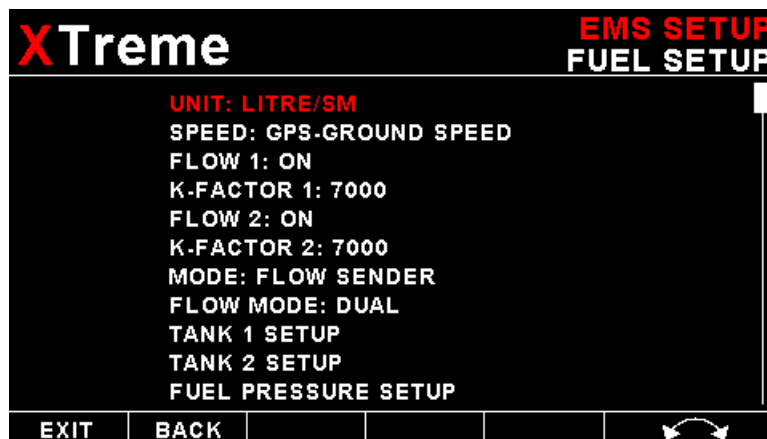 XTreme
EMS SETUP
FUEL SETUP
UNIT: LITRE/SM
SPEED: GPS-GROUND SPEED
FLOW 1: ON
K-FACTOR 1: 7000
FLOW 2: ON
K-FACTOR 2: 7000
MODE: FLOW SENDER
FLOW MODE: DUAL
TANK 1 SETUP
TANK 2 SETUP
FUEL PRESSURE SETUP
EXIT BACK